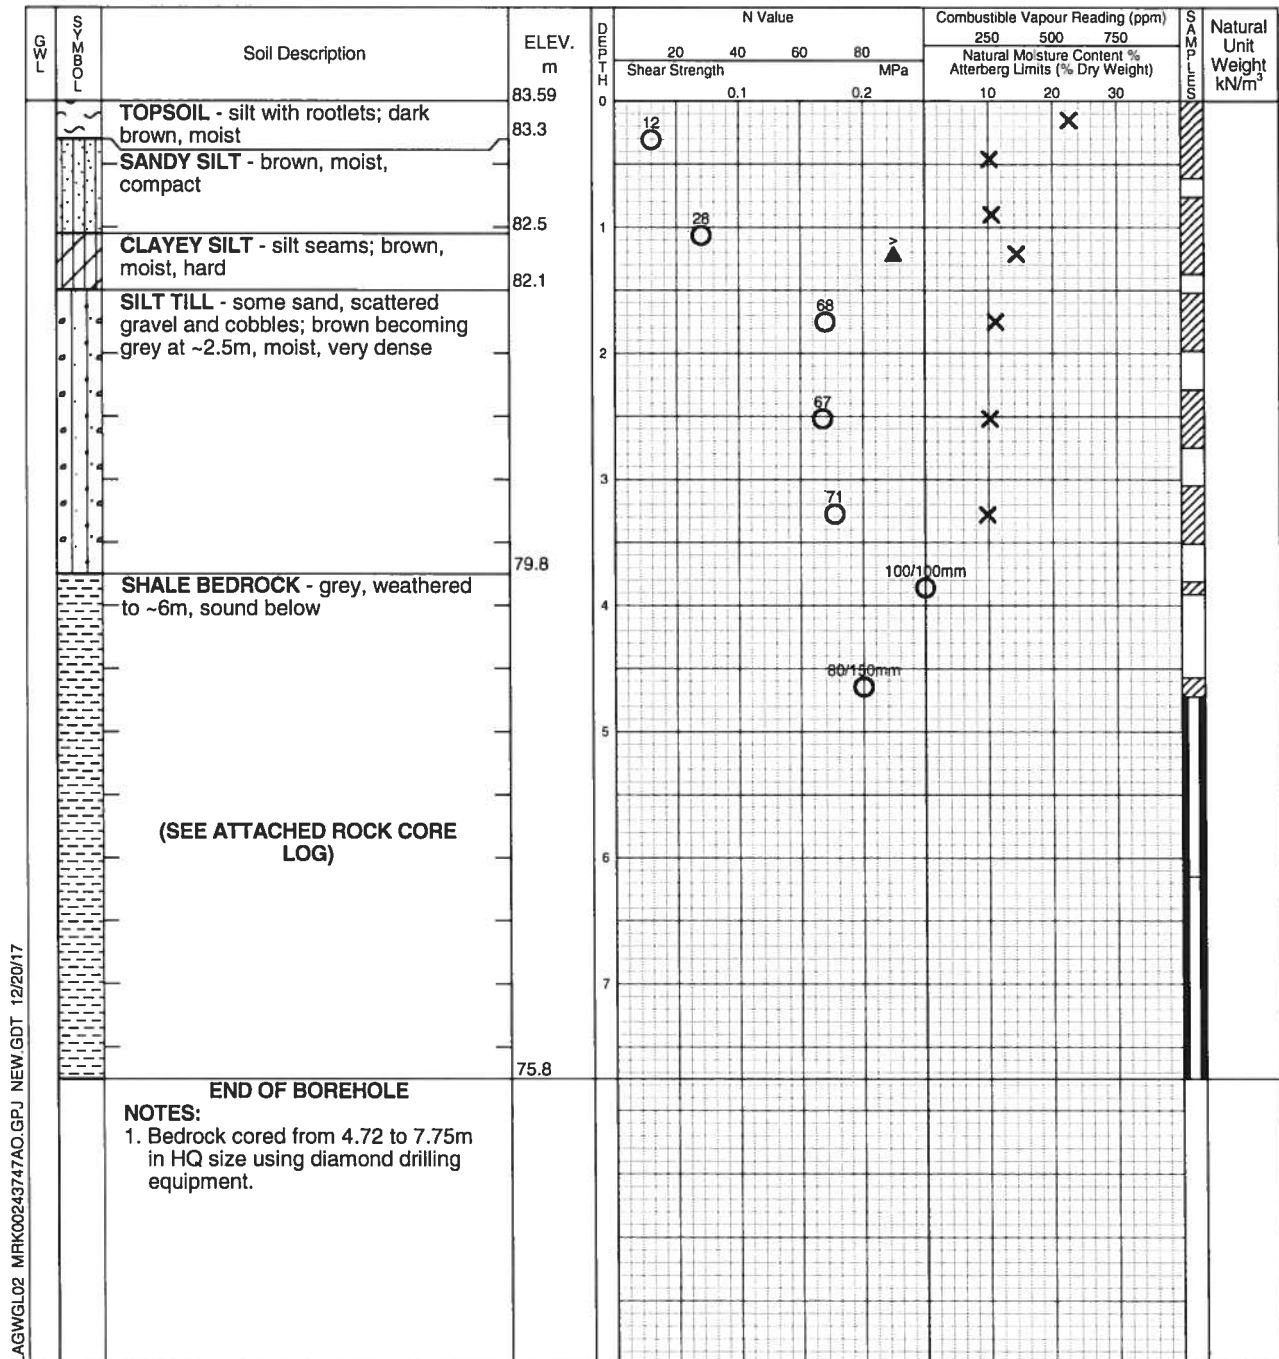 GWL
SYMBOL
Soil Description
ELEV.
m
DEPTH
N Value
20 40 60 80
Shear Strength MPa
0.1 0.2
Combustible Vapour Reading (ppm)
250 500 750
Natural Moisture Content %
Atterberg Limits (% Dry Weight)
10 20 30
SAMPLES
Natural
Unit
Weight
kN/m³
83.59
0
TOPSOIL - silt with rootlets; dark
brown, moist
83.3
12
SANDY SILT - brown, moist,
compact
82.5
1
28
CLAYEY SILT - silt seams; brown,
moist, hard
82.1
>
SILT TILL - some sand, scattered
gravel and cobbles; brown becoming
grey at ~2.5m, moist, very dense
68
2
67
3
71
79.8
SHALE BEDROCK - grey, weathered
to ~6m, sound below
100/100mm
4
80/150mm
5
(SEE ATTACHED ROCK CORE
LOG)
6
7
75.8
END OF BOREHOLE
NOTES:
1. Bedrock cored from 4.72 to 7.75m
in HQ size using diamond drilling
equipment.
LAGWGL02 MRK00243747AO.GPJ NEW.GDT 12/20/17